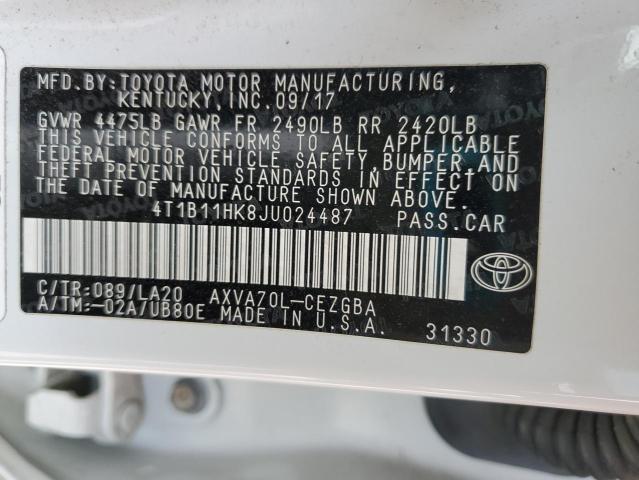 MFD.BY:TOYOTA MOTOR MANUFACTURING,
KENTUCKY,INC.09/17
GVWR 4475LB GAWR FR 2490LB RR 2420LB
THIS VEHICLE CONFORMS TO ALL APPLICABLE
FEDERAL MOTOR VEHICLE SAFETY, BUMPER AND
THEFT PREVENTION STANDARDS IN EFFECT ON
THE DATE OF MANUFACTURE SHOWN ABOVE.
4T1B11HK8JU024487 PASS.CAR
C/TR:089/LA20 AXVA70L-CEZGBA
A/TM:-02A/UB80E MADE IN U.S.A. 31330